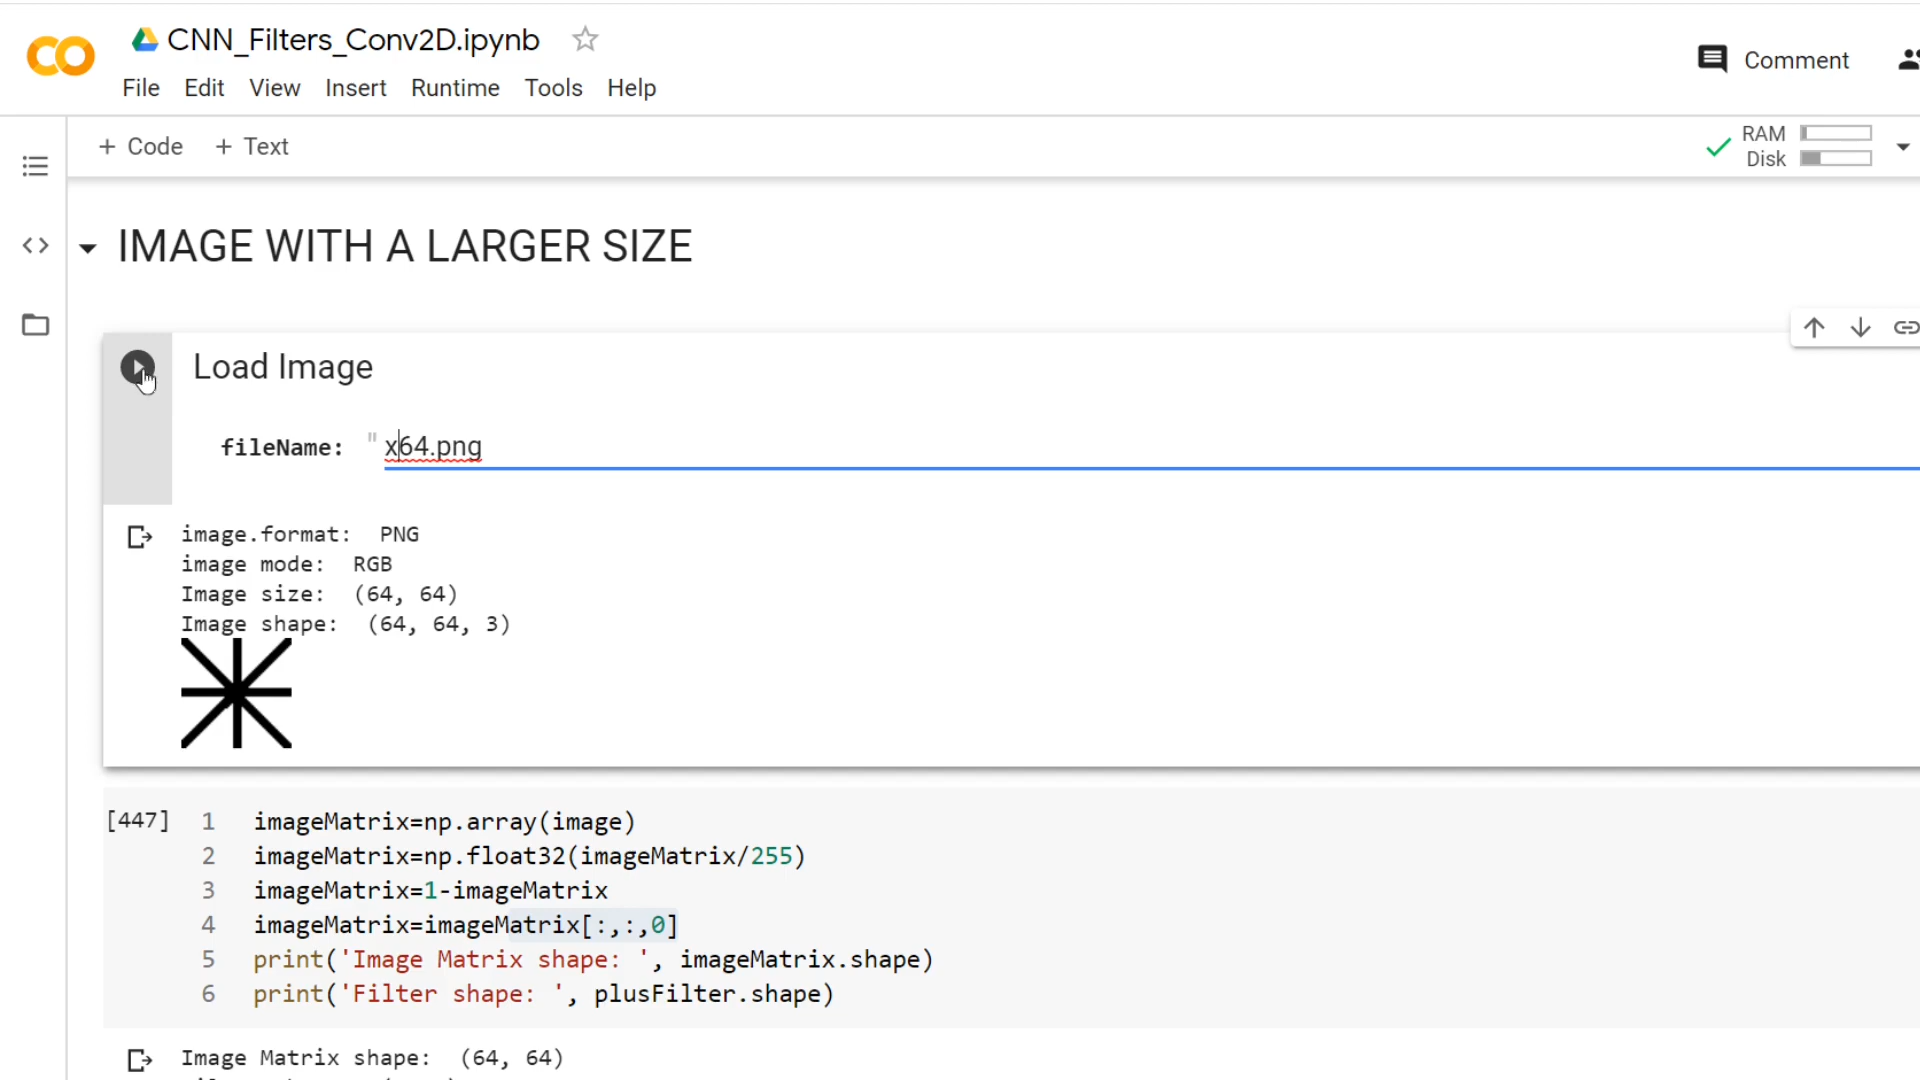 CNN_Filters_Conv2D.ipynb
Comment
File Edit View Insert Runtime Tools Help
+ Code + Text
RAM
Disk
IMAGE WITH A LARGER SIZE
Load Image
fileName: " x64.png
image.format: PNG
image mode: RGB
Image size: (64, 64)
Image shape: (64, 64, 3)
[447] 1 imageMatrix=np.array(image)
2 imageMatrix=np.float32(imageMatrix/255)
3 imageMatrix=1-imageMatrix
4 imageMatrix=imageMatrix[:,:,0]
5 print('Image Matrix shape: ', imageMatrix.shape)
6 print('Filter shape: ', plusFilter.shape)
Image Matrix shape: (64, 64)